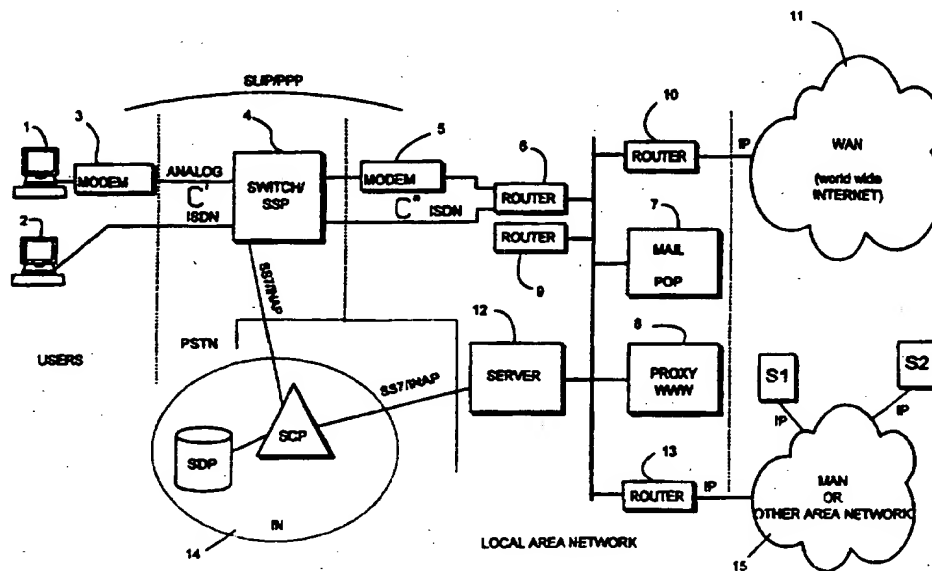 11
SLIP/PPP
1
3
4
5
6
10
MODEM
ANALOG
C'
ISDN
SWITCH/
SSP
MODEM
C" ISDN
ROUTER
ROUTER
9
ROUTER
IP
WAN
(world wide
INTERNET)
2
7
MAIL
POP
SS7/INAP
USERS
PSTN
12
SERVER
8
PROXY
WWW
S1
S2
IP
IP
SS7/INAP
SCP
SDP
IN
14
13
ROUTER
IP
MAN
OR
OTHER AREA NETWORK
15
LOCAL AREA NETWORK